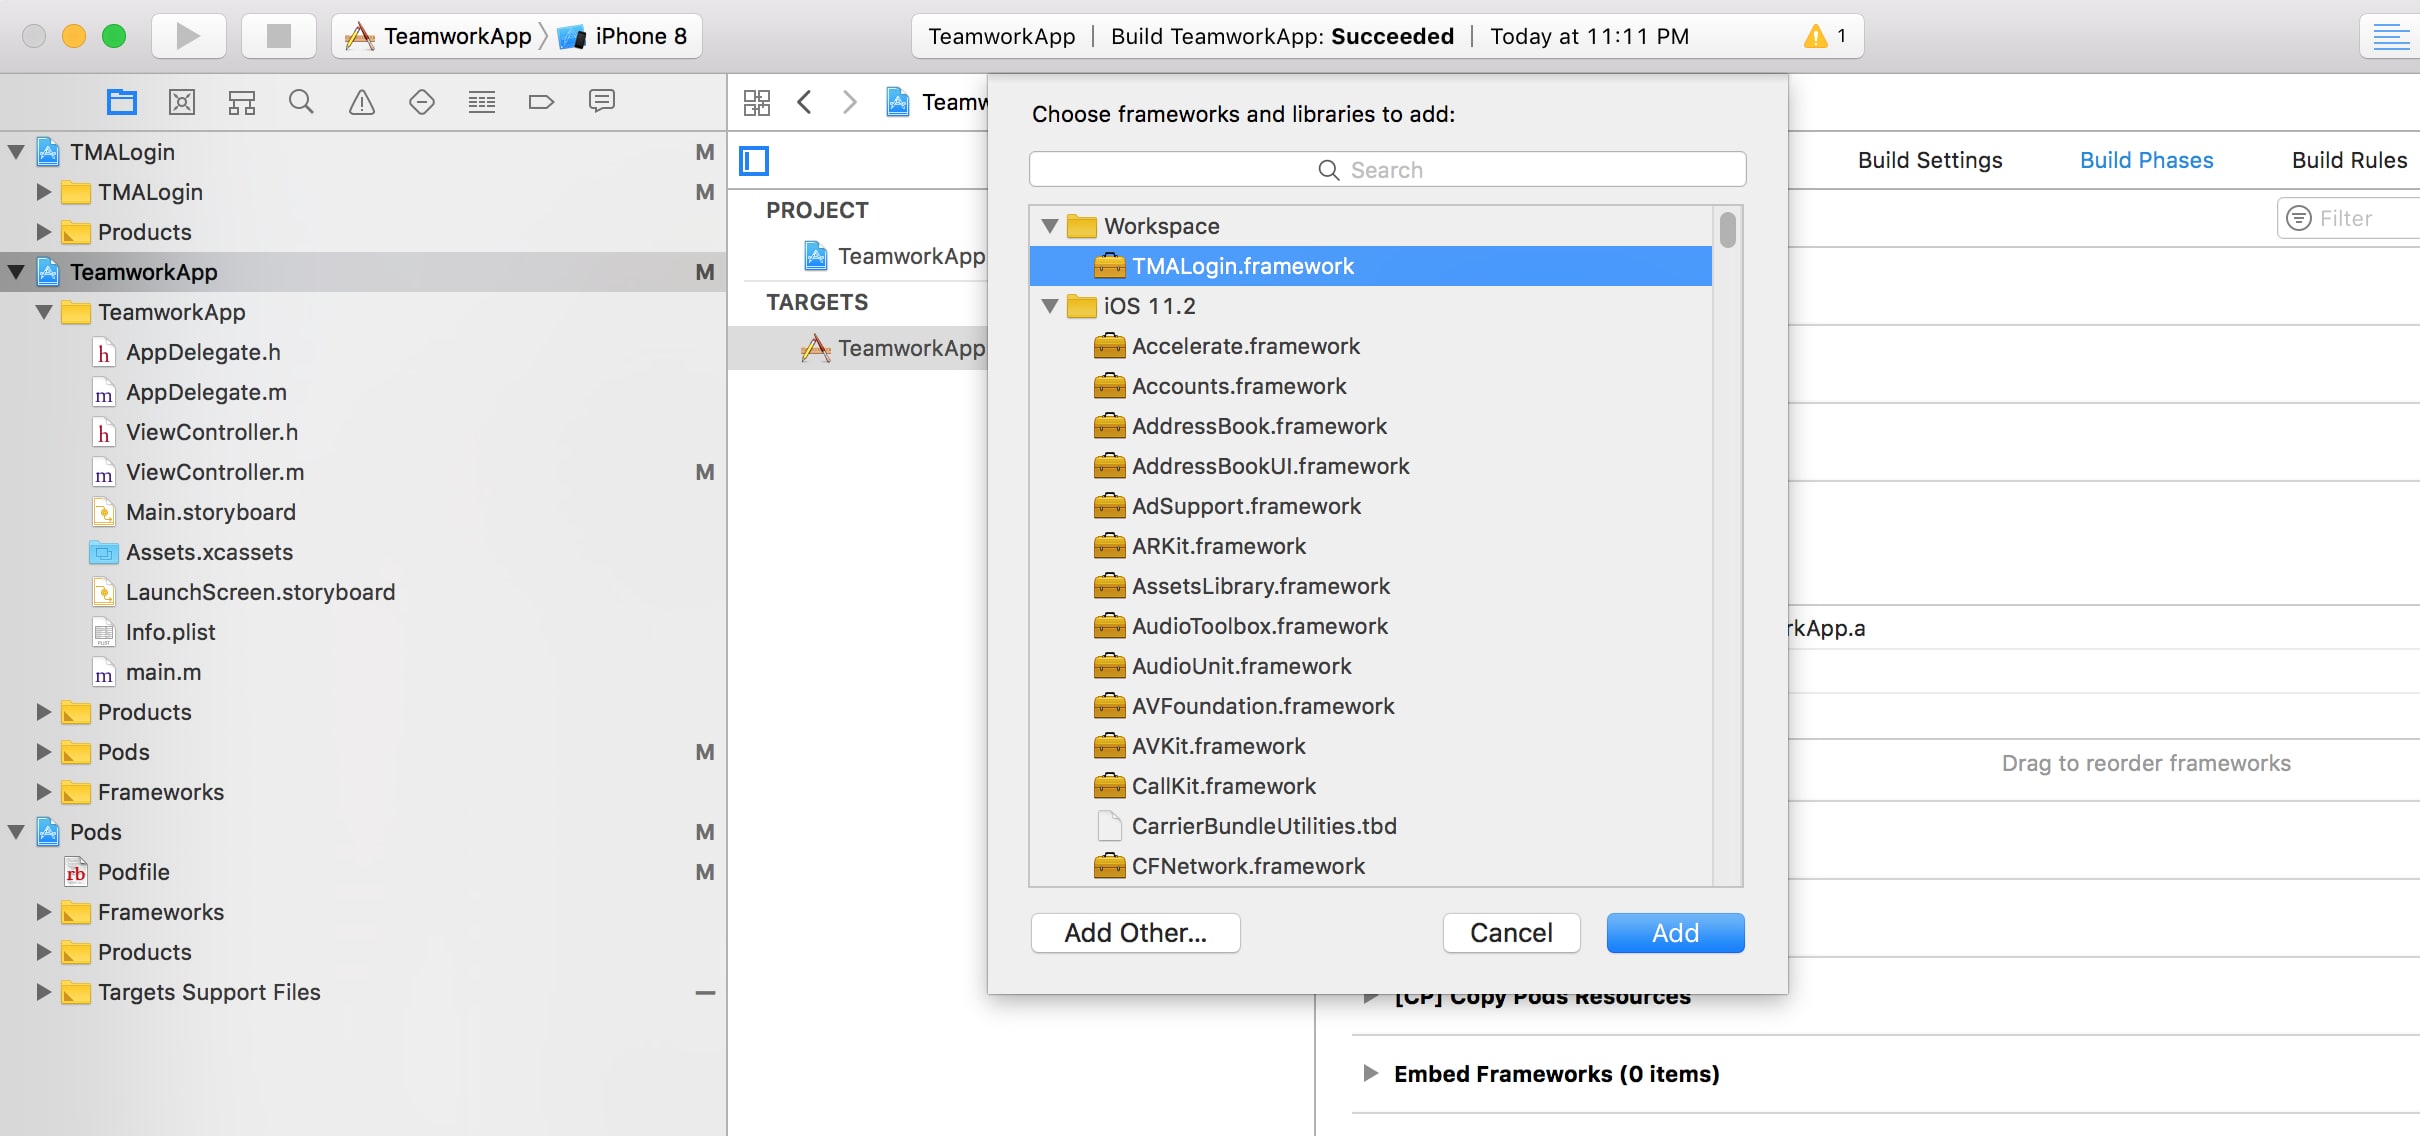 TeamworkApp iPhone 8
TeamworkApp Build TeamworkApp: Succeeded Today at 11:11 PM 1
TMALogin M
TMALogin M
Products
TeamworkApp M
TeamworkApp
h AppDelegate.h
m AppDelegate.m
h ViewController.h
m ViewController.m M
Main.storyboard
Assets.xcassets
LaunchScreen.storyboard
Info.plist
m main.m
Products
Pods M
Frameworks
Pods M
rb Podfile M
Frameworks
Products
Targets Support Files
Teamw
PROJECT
TeamworkApp
TARGETS
TeamworkApp
Choose frameworks and libraries to add:
Search
Workspace
TMALogin.framework
iOS 11.2
Accelerate.framework
Accounts.framework
AddressBook.framework
AddressBookUI.framework
AdSupport.framework
ARKit.framework
AssetsLibrary.framework
AudioToolbox.framework
AudioUnit.framework
AVFoundation.framework
AVKit.framework
CallKit.framework
CarrierBundleUtilities.tbd
CFNetwork.framework
Add Other... Cancel Add
Build Settings Build Phases Build Rules
Filter
rkApp.a
Drag to reorder frameworks
[CP] Copy Pods Resources
Embed Frameworks (0 items)